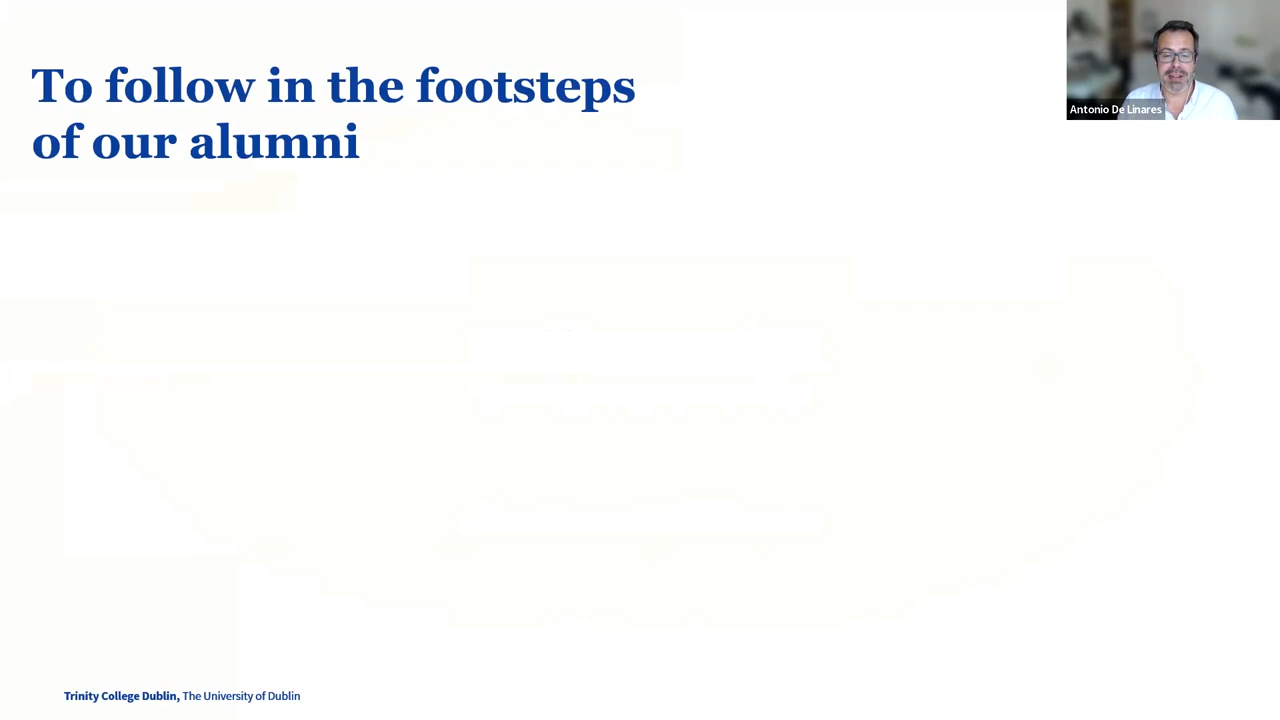 To follow in the footsteps
of our alumni
Antonio De Linares
Trinity College Dublin, The University of Dublin